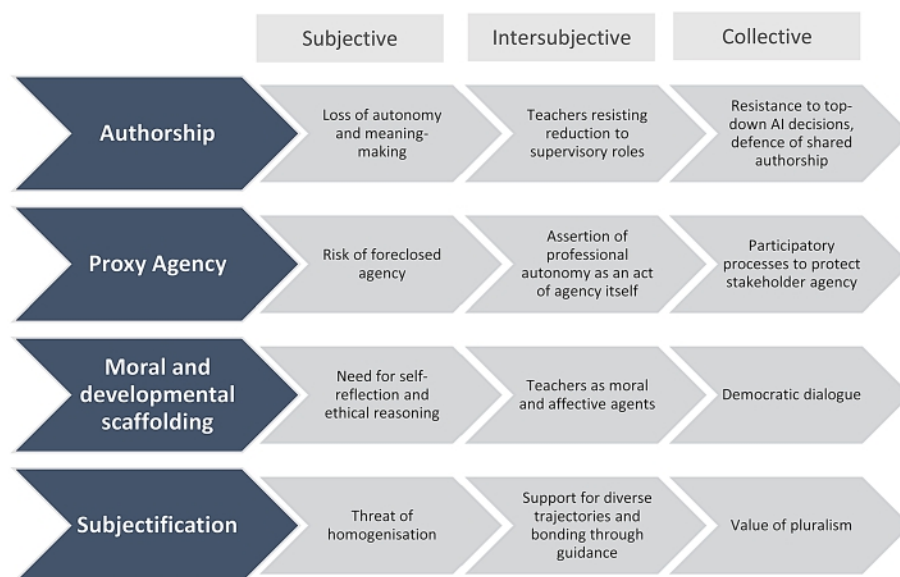 Subjective
Intersubjective
Collective
Authorship
Loss of autonomy
and meaning-
making
Teachers resisting
reduction to
supervisory roles
Resistance to top-
down AI decisions,
defence of shared
authorship
Proxy Agency
Risk of foreclosed
agency
Assertion of
professional
autonomy as an act
of agency itself
Participatory
processes to protect
stakeholder agency
Moral and
developmental
scaffolding
Need for self-
reflection and
ethical reasoning
Teachers as moral
and affective agents
Democratic dialogue
Subjectification
Threat of
homogenisation
Support for diverse
trajectories and
bonding through
guidance
Value of pluralism